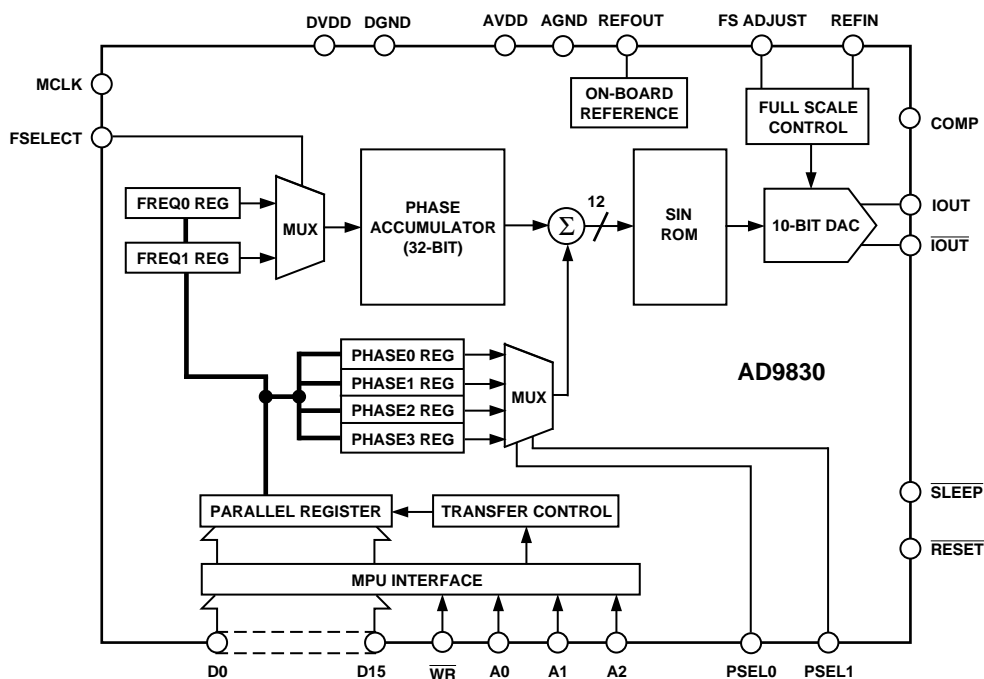 DVDD DGND AVDD AGND REFOUT FS ADJUST REFIN
MCLK
ON-BOARD
REFERENCE
FULL SCALE
CONTROL
COMP
FSELECT
FREQ0 REG
FREQ1 REG
MUX
PHASE
ACCUMULATOR
(32-BIT)
Σ
12
SIN
ROM
10-BIT DAC
IOUT
IOUT
PHASE0 REG
PHASE1 REG
PHASE2 REG
PHASE3 REG
MUX
AD9830
SLEEP
PARALLEL REGISTER
TRANSFER CONTROL
RESET
MPU INTERFACE
D0 D15 WR A0 A1 A2 PSEL0 PSEL1